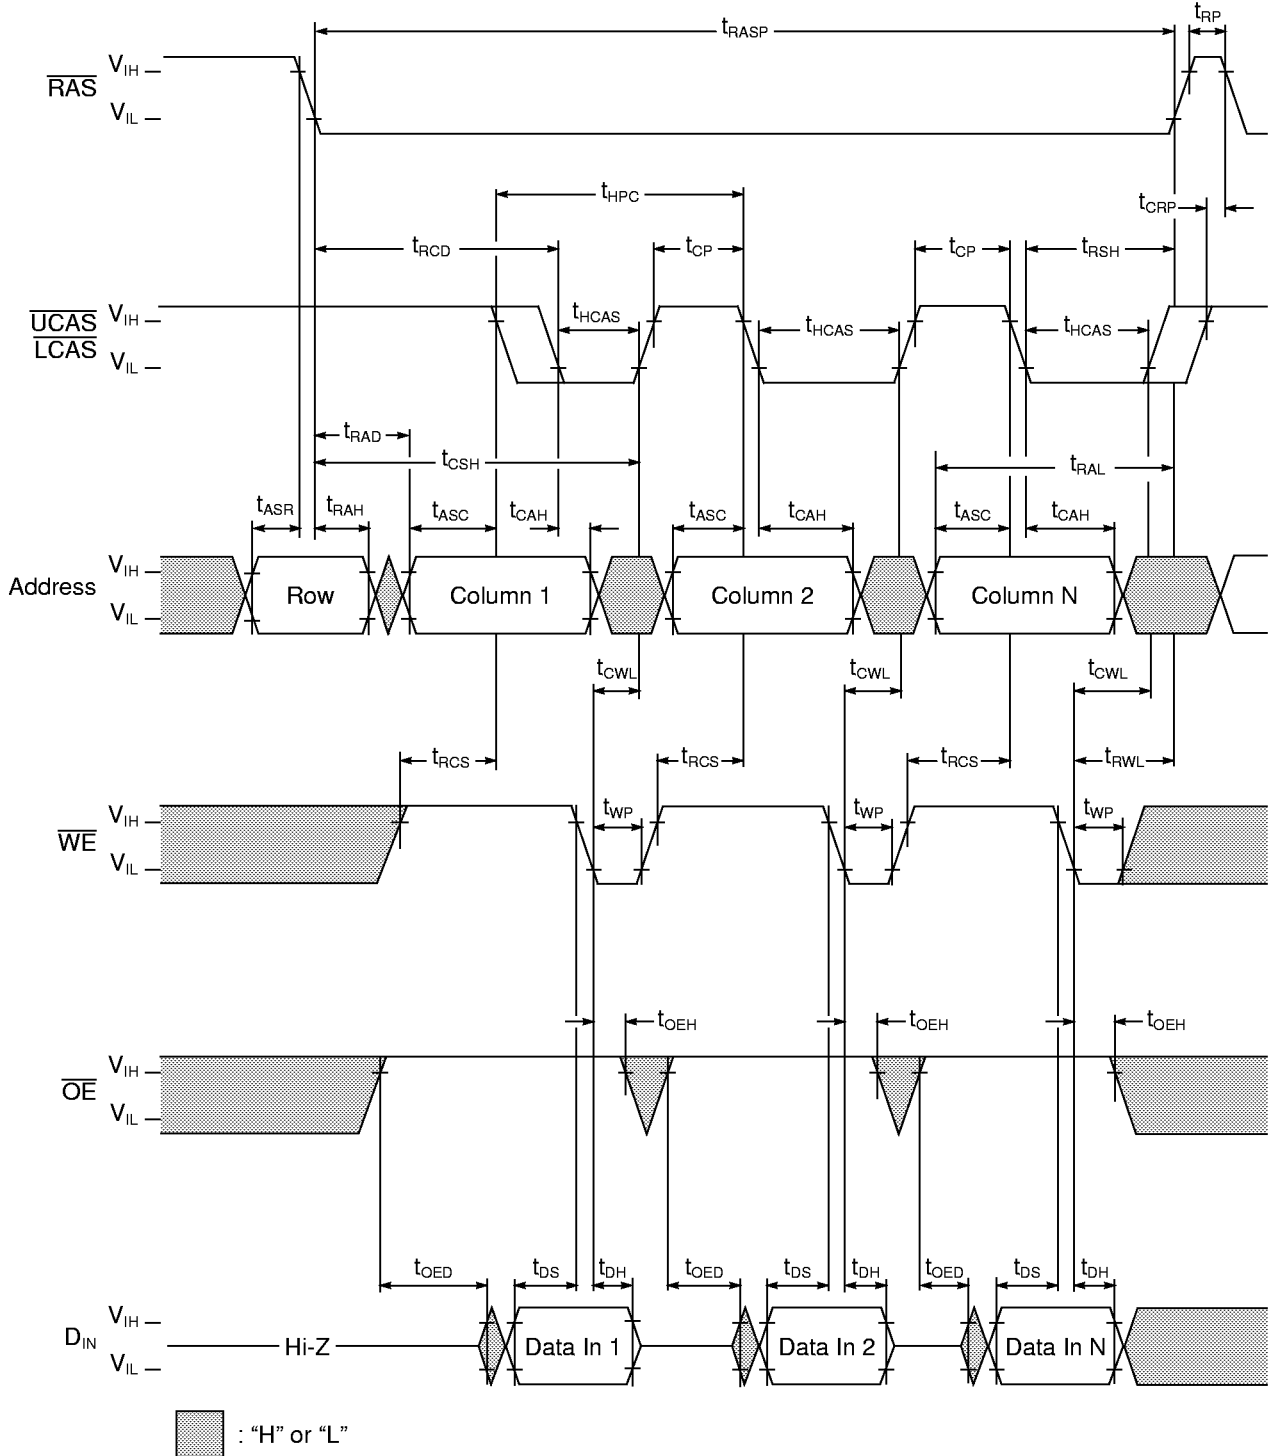 tRASP tRP
VIH
RAS
VIL
tHPC tCRP
tRCD tCP tCP tRSH
VIH
UCAS
LCAS
VIL
tHCAS tHCAS tHCAS
tRAD
tCSH tRAL
tASR tRAH tASC tCAH tASC tCAH tASC tCAH
VIH
Address Row Column 1 Column 2 Column N
VIL
tCWL tCWL tCWL
tRCS tRCS tRCS tRWL
VIH
WE
VIL
tWP tWP tWP
tOEH tOEH tOEH
VIH
OE
VIL
tOED tDS tDH tOED tDS tDH tOED tDS tDH
VIH
DIN Hi-Z Data In 1 Data In 2 Data In N
VIL
: “H” or “L”